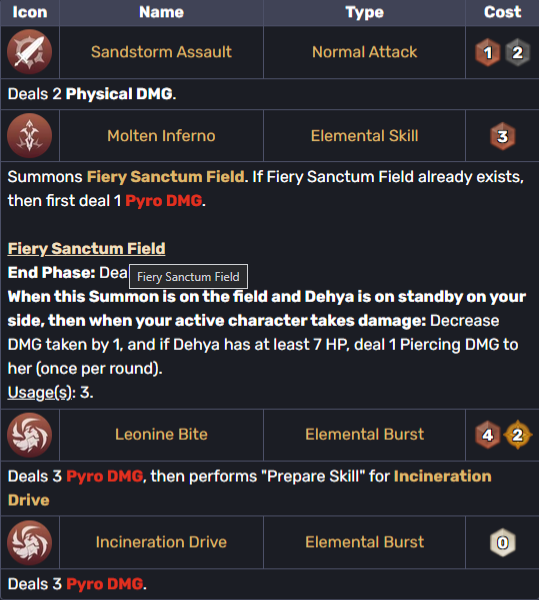 Icon Name Type Cost
Sandstorm Assault Normal Attack 1 2
Deals 2 Physical DMG.
Molten Inferno Elemental Skill 3
Summons Fiery Sanctum Field. If Fiery Sanctum Field already exists,
then first deal 1 Pyro DMG.
Fiery Sanctum Field
End Phase: Dea
Fiery Sanctum Field
When this Summon is on the field and Dehya is on standby on your
side, then when your active character takes damage: Decrease
DMG taken by 1, and if Dehya has at least 7 HP, deal 1 Piercing DMG to
her (once per round).
Usage(s): 3.
Leonine Bite Elemental Burst 4 2
Deals 3 Pyro DMG, then performs "Prepare Skill" for Incineration
Drive
Incineration Drive Elemental Burst 0
Deals 3 Pyro DMG.